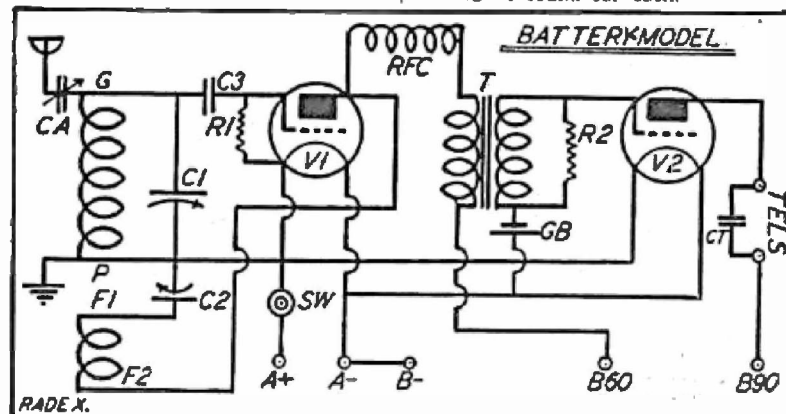 BATTERY MODEL
RFC
G
C3
T
CA
R1
V1
R2
V2
C1
TELS
CT
GB
P
F1
C2
SW
F2
A+
A-
B-
B60
B90
RADEX.